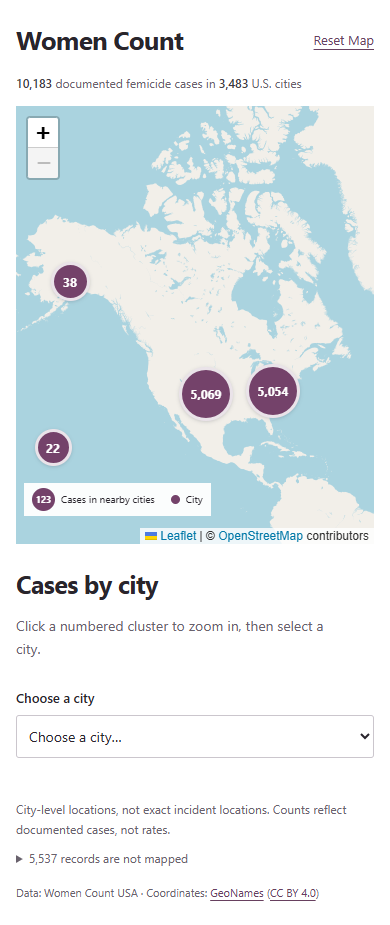 Women Count
Reset Map
10,183 documented femicide cases in 3,483 U.S. cities
+
−
38
5,069
5,054
22
123 Cases in nearby cities
City
Leaflet | © OpenStreetMap contributors
Cases by city
Click a numbered cluster to zoom in, then select a
city.
Choose a city
Choose a city...
City-level locations, not exact incident locations. Counts reflect
documented cases, not rates.
5,537 records are not mapped
Data: Women Count USA · Coordinates: GeoNames (CC BY 4.0)